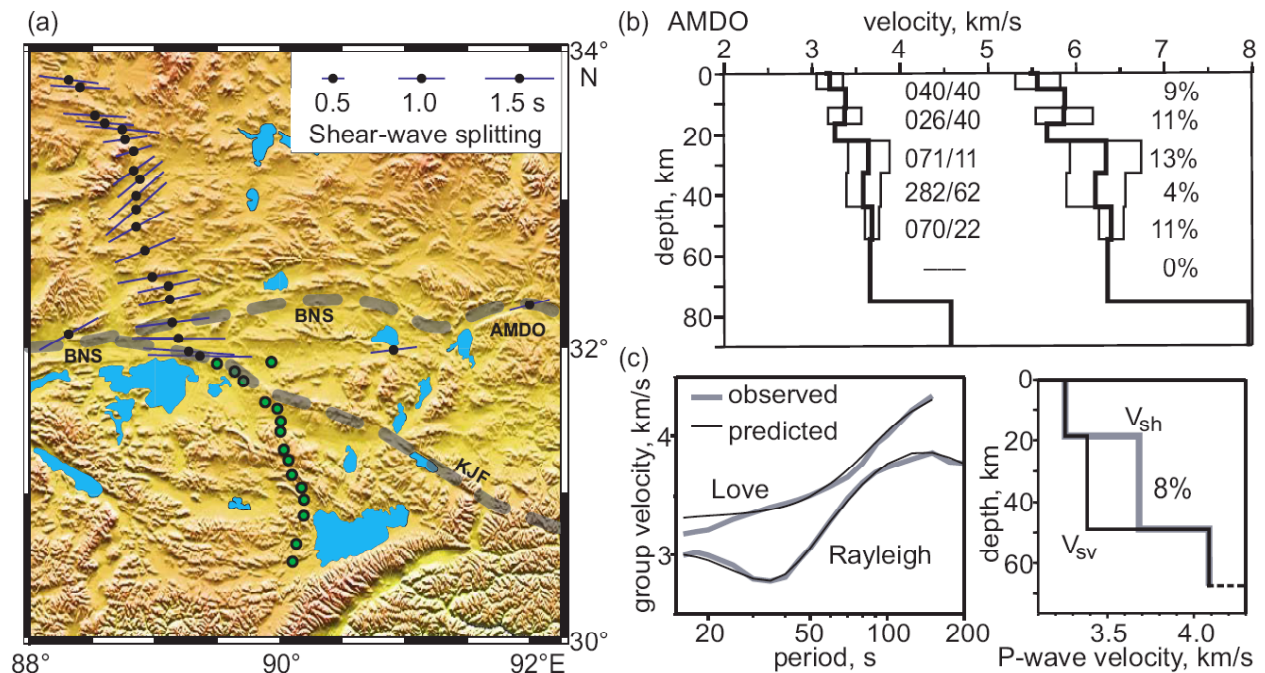 (a)
34°
N
0.5 1.0 1.5 s
Shear-wave splitting
BNS
AMDO
BNS
32°
KJF
30°
88° 90° 92°E
(b) AMDO velocity, km/s
2 3 4 5 6 7 8
0
20
40
60
80
depth, km
040/40 9%
026/40 11%
071/11 13%
282/62 4%
070/22 11%
— 0%
(c)
group velocity, km/s
4
3
observed
predicted
Love
Rayleigh
20 50 100 200
period, s
0
20
40
60
depth, km
Vsh
8%
Vsv
3.5 4.0
P-wave velocity, km/s